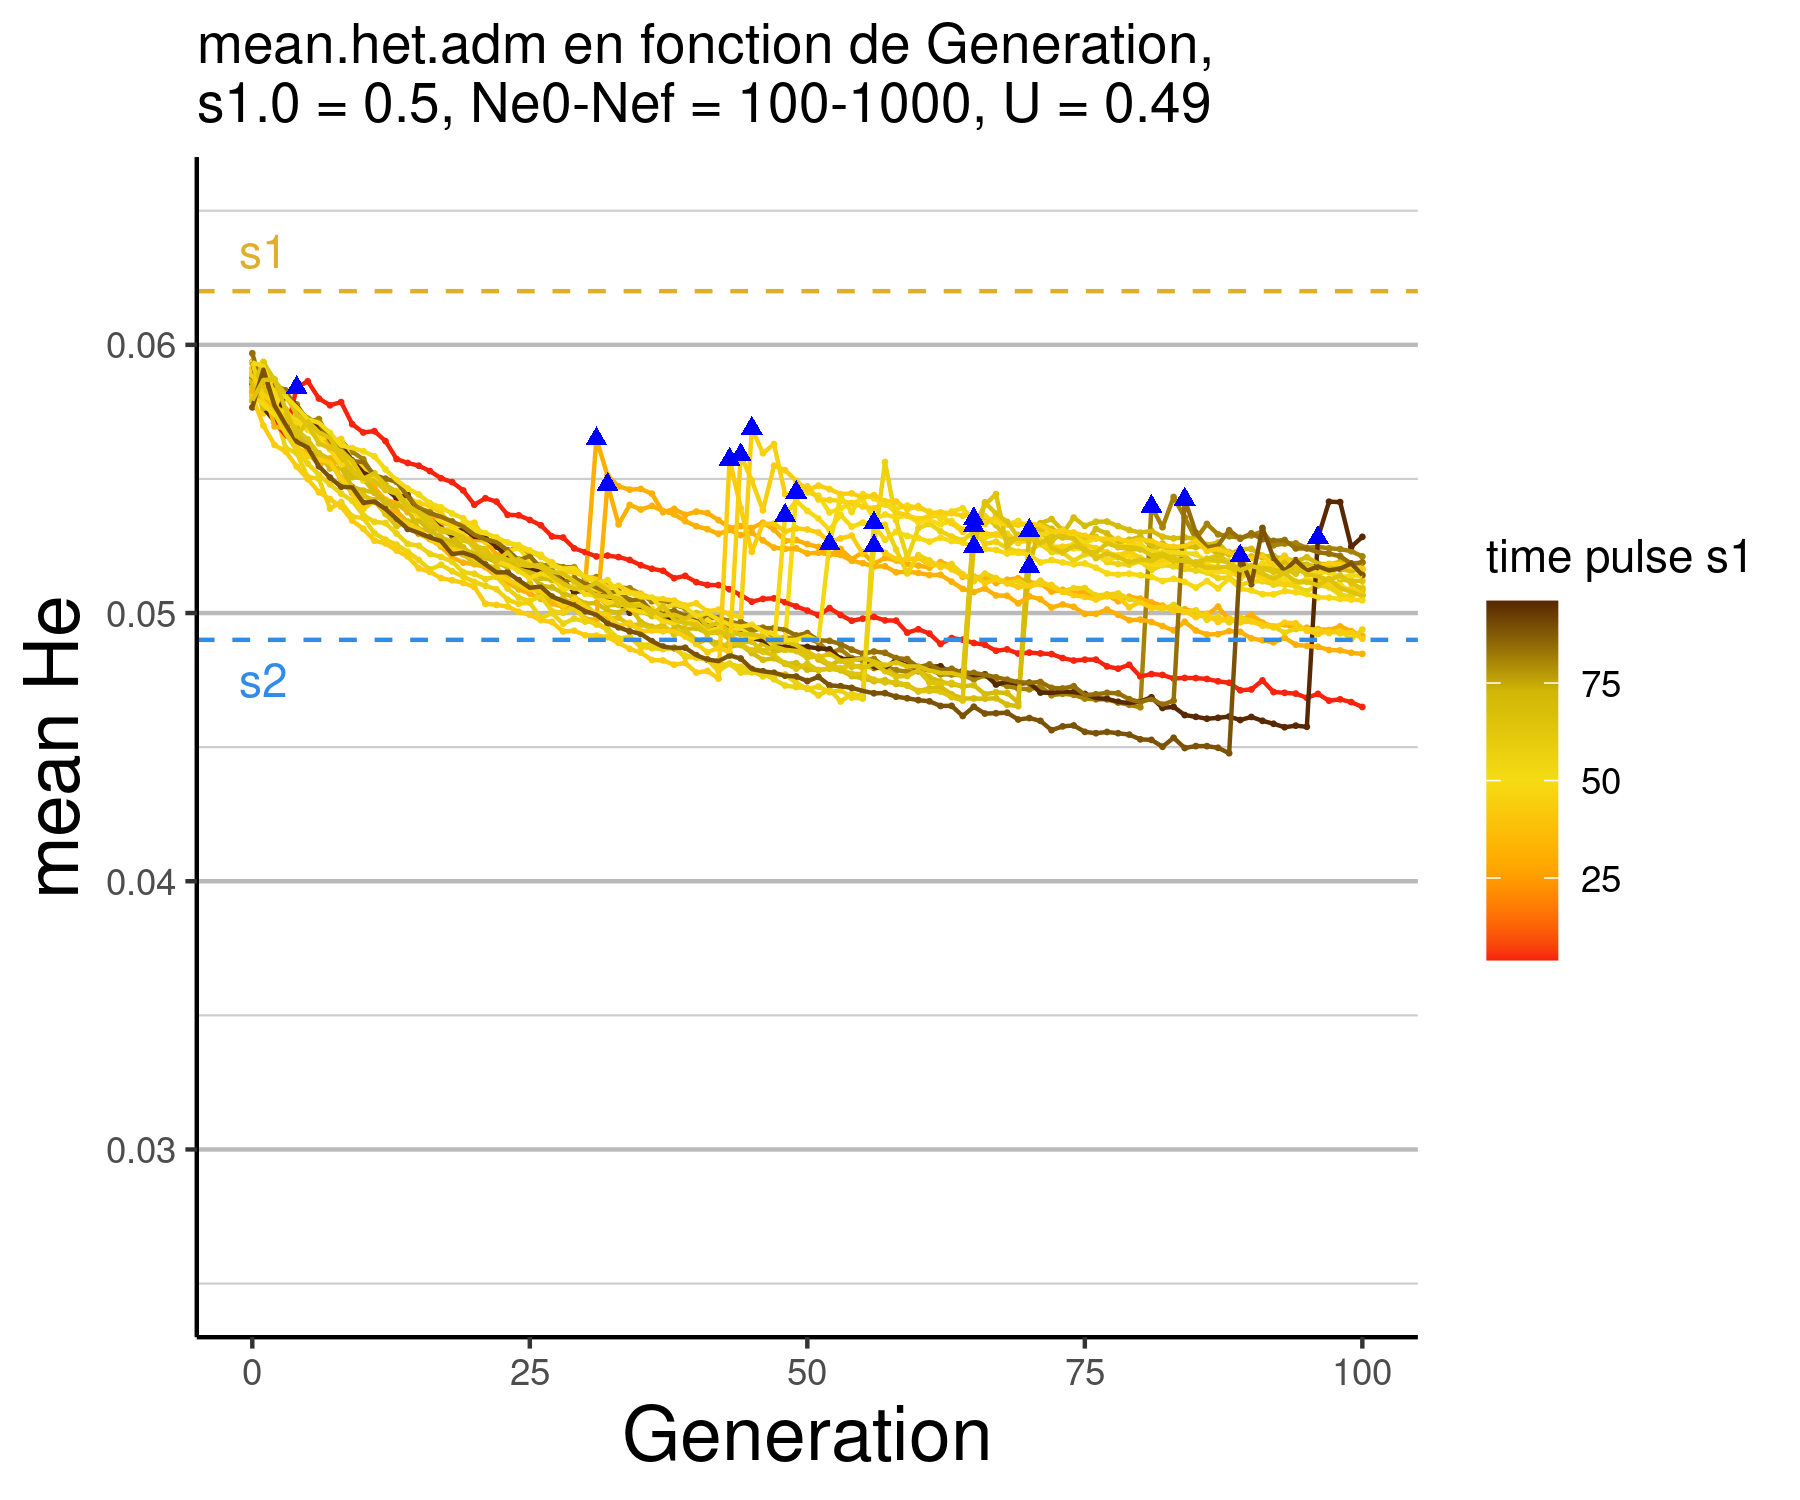 mean.het.adm en fonction de Generation,
s1.0 = 0.5, Ne0-Nef = 100-1000, U = 0.49
s1
0.06
0.05
s2
0.04
0.03
mean He
0
25
50
75
100
Generation
time pulse s1
75
50
25